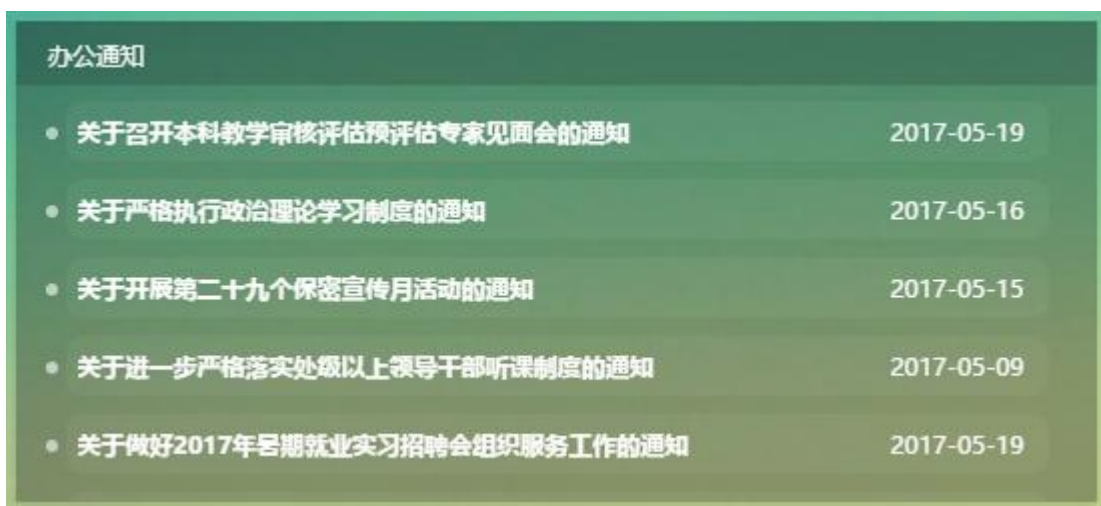 办公通知
关于召开本科教学审核评估预评估专家见面会的通知 2017-05-19
关于严格执行政治理论学习制度的通知 2017-05-16
关于开展第二十九个保密宣传月活动的通知 2017-05-15
关于进一步严格落实处级以上领导干部听课制度的通知 2017-05-09
关于做好2017年暑期就业实习招聘会组织服务工作的通知 2017-05-19